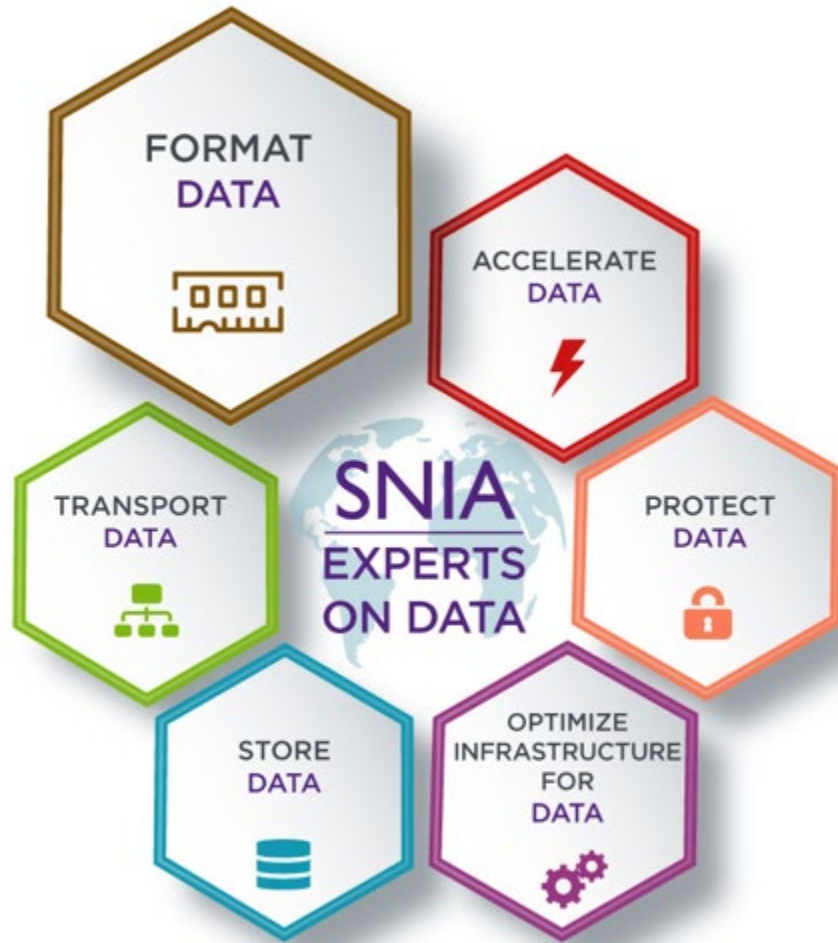 FORMAT
DATA
ACCELERATE
DATA
TRANSPORT
DATA
SNIA
EXPERTS
ON DATA
PROTECT
DATA
STORE
DATA
OPTIMIZE
INFRASTRUCTURE
FOR
DATA